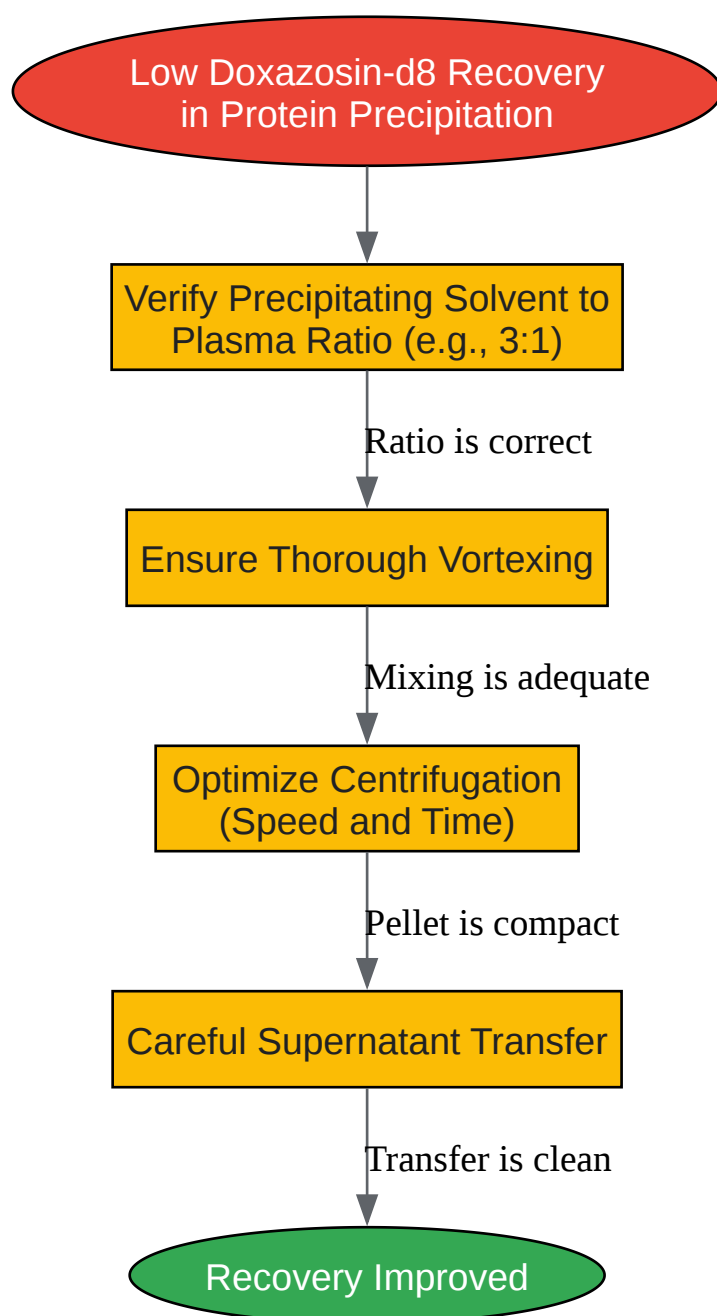 Low Doxazosin-d8 Recovery
in Protein Precipitation
Verify Precipitating Solvent to
Plasma Ratio (e.g., 3:1)
Ratio is correct
Ensure Thorough Vortexing
Mixing is adequate
Optimize Centrifugation
(Speed and Time)
Pellet is compact
Careful Supernatant Transfer
Transfer is clean
Recovery Improved